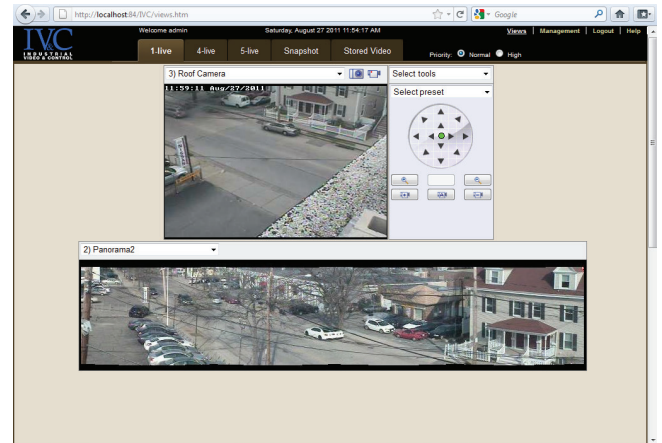 http://localhost:84/IVC/views.htm
Google
IVC
INDUSTRIAL
VIDEO & CONTROL
Welcome admin
Saturday, August 27 2011 11:54:17 AM
Views | Management | Logout | Help
1-live
4-live
5-live
Snapshot
Stored Video
Priority: Normal High
3) Roof Camera
Select tools
11:59:11 Aug/27/2011
Select preset
2) Panorama2